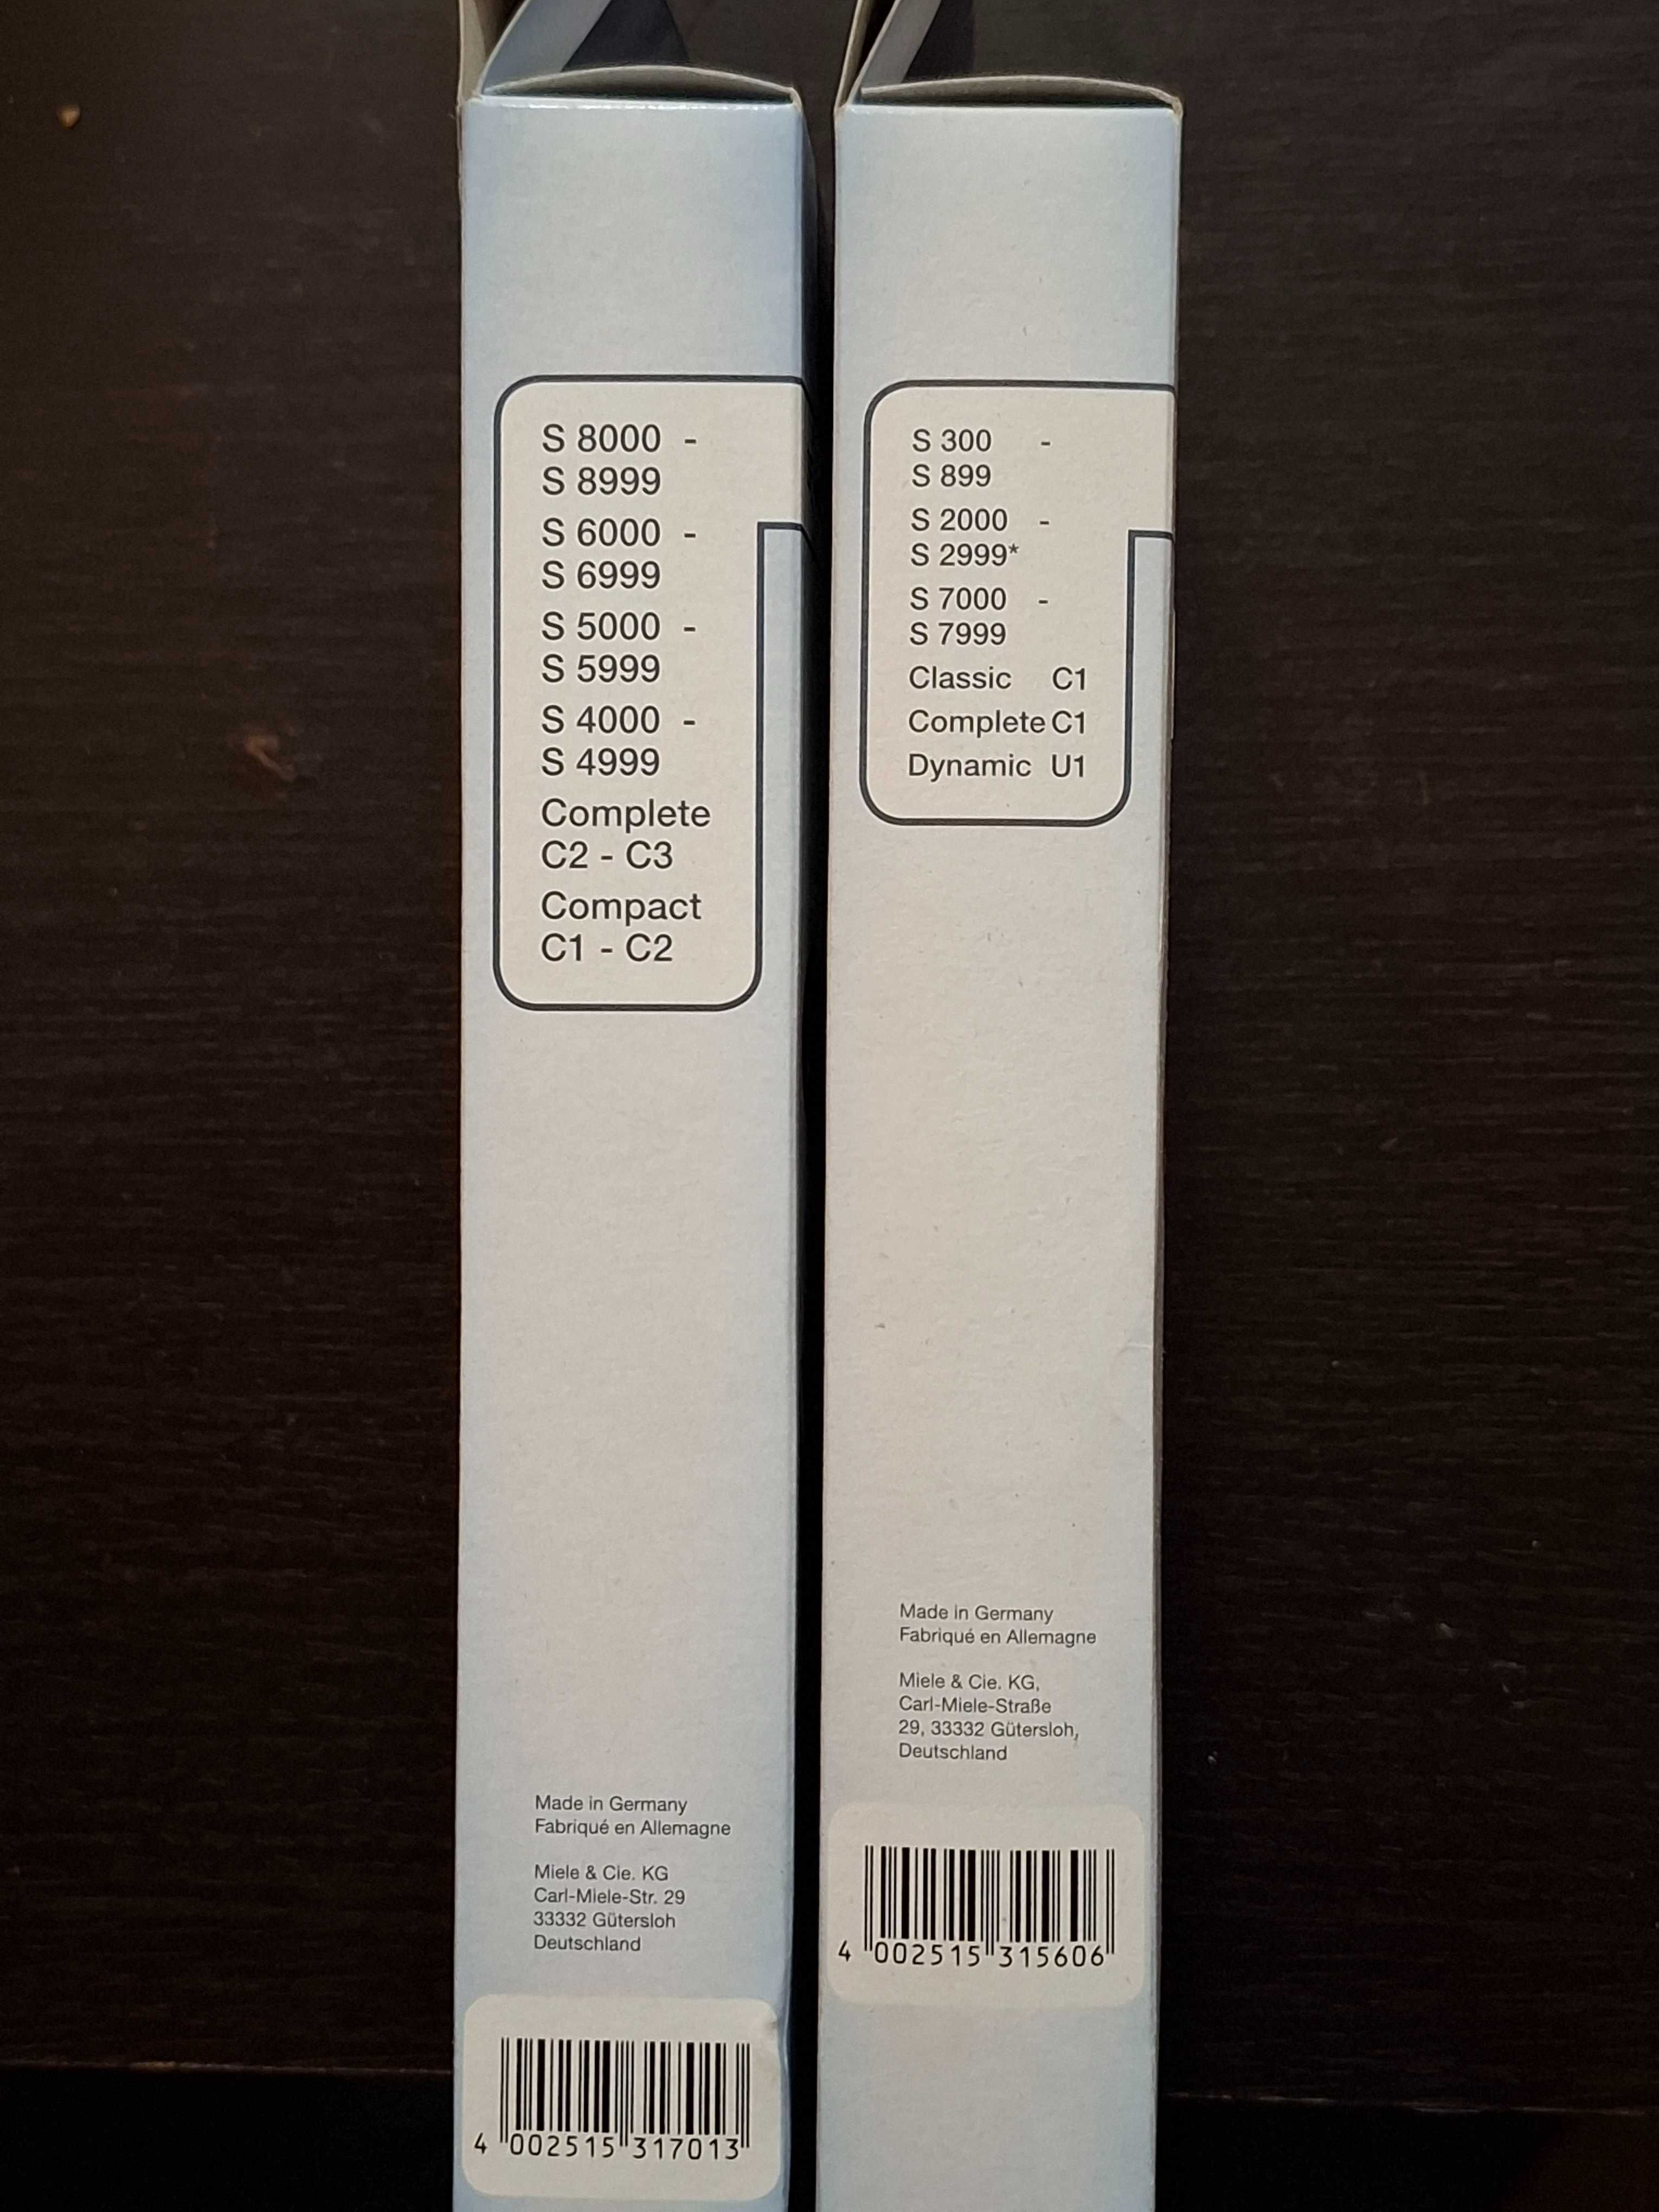 S 8000 -
S 8999
S 6000 -
S 6999
S 5000 -
S 5999
S 4000 -
S 4999
Complete
C2 - C3
Compact
C1 - C2
Made in Germany
Fabriqué en Allemagne
Miele & Cie. KG
Carl-Miele-Str. 29
33332 Gütersloh
Deutschland
4 002515 317013
S 300 -
S 899
S 2000 -
S 2999*
S 7000 -
S 7999
Classic C1
Complete C1
Dynamic U1
Made in Germany
Fabriqué en Allemagne
Miele & Cie. KG,
Carl-Miele-Straße
29, 33332 Gütersloh,
Deutschland
4 002515 315606